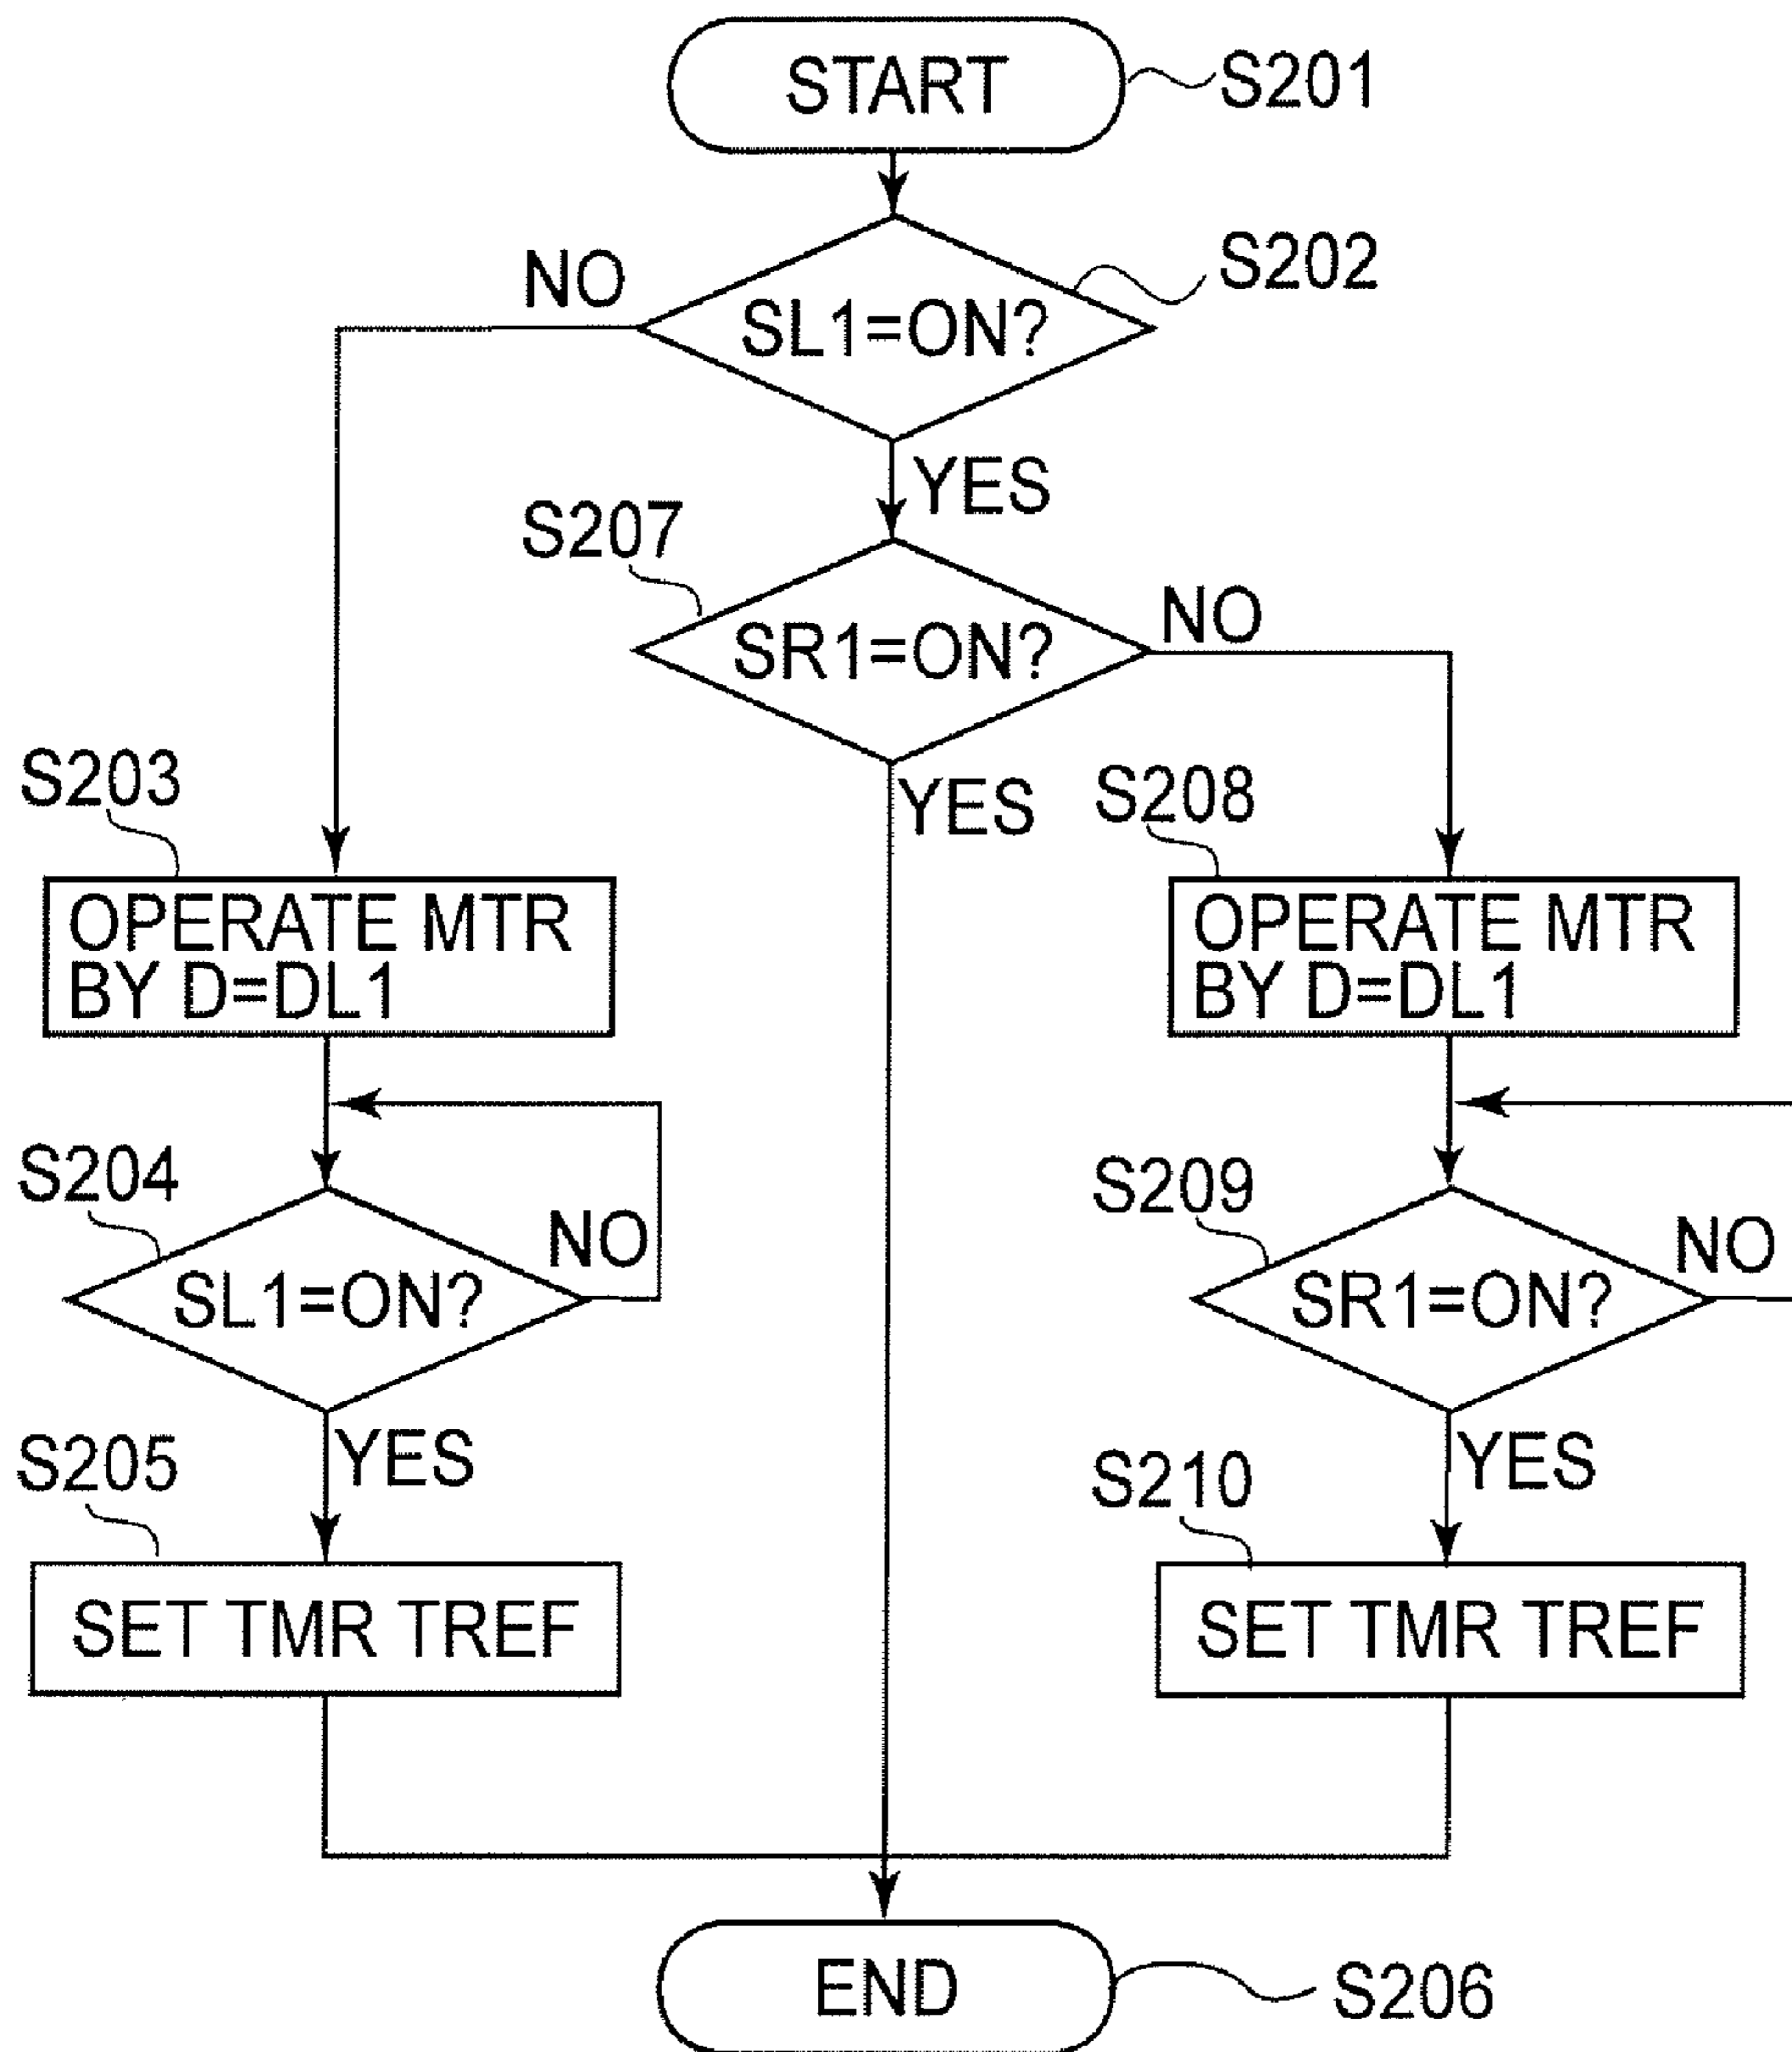 START
S201
NO
S202
SL1=ON?
YES
S207
NO
SR1=ON?
S203
YES
S208
OPERATE MTR
BY D=DL1
OPERATE MTR
BY D=DL1
S204
S209
NO
NO
SL1=ON?
SR1=ON?
S205
YES
S210
YES
SET TMR TREF
SET TMR TREF
END
S206